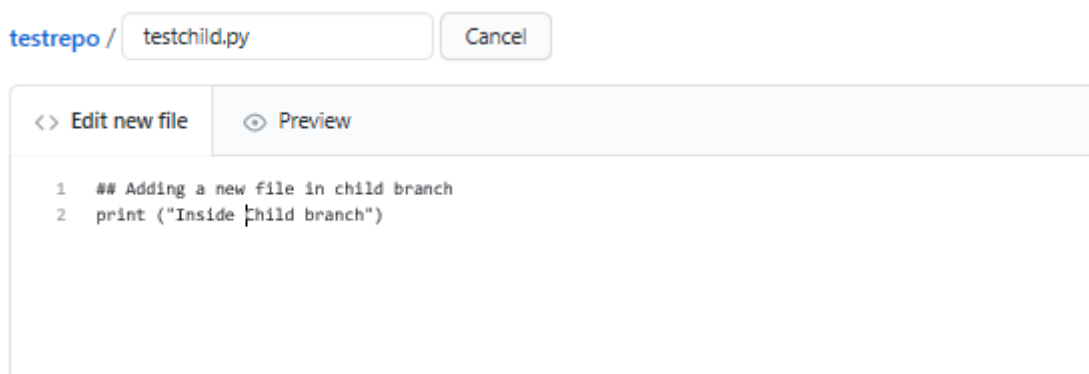 testrepo / testchild.py Cancel
<> Edit new file Preview
1 ## Adding a new file in child branch
2 print ("Inside Child branch")